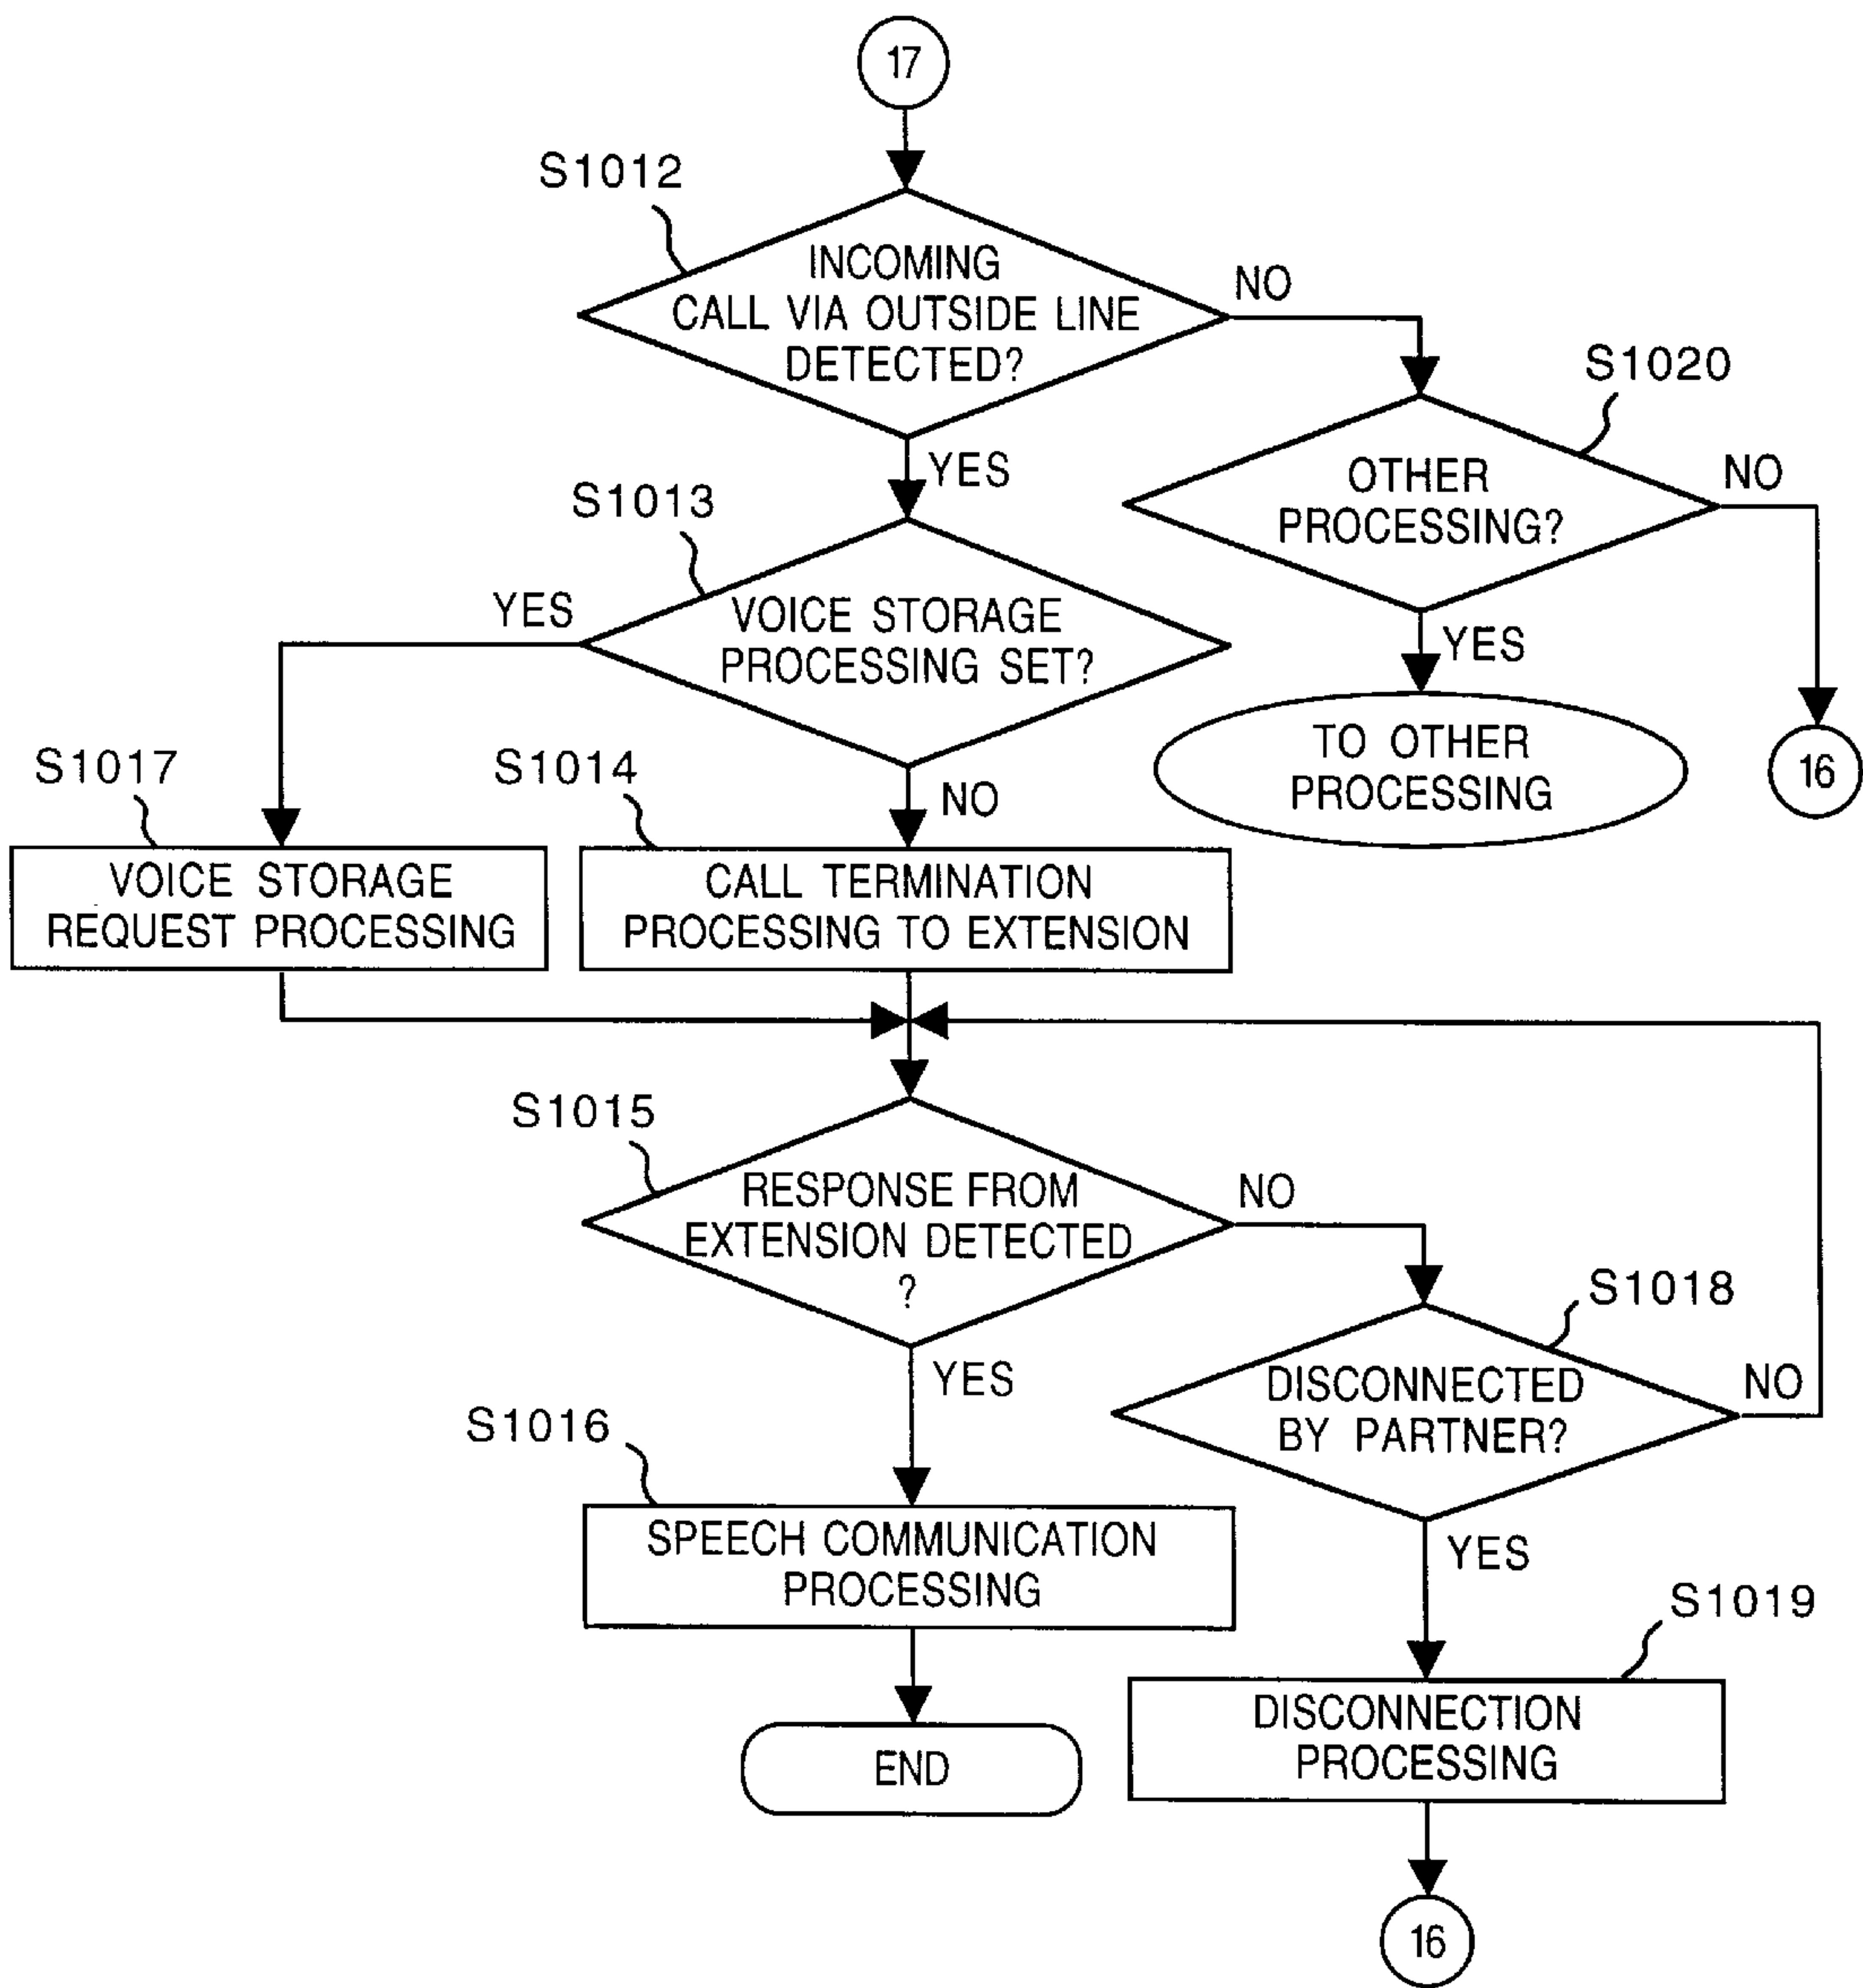 17
S1012
INCOMING
CALL VIA OUTSIDE LINE
DETECTED?
NO
S1020
OTHER
PROCESSING?
NO
YES
TO OTHER
PROCESSING
16
YES
S1013
VOICE STORAGE
PROCESSING SET?
YES
NO
S1017
VOICE STORAGE
REQUEST PROCESSING
S1014
CALL TERMINATION
PROCESSING TO EXTENSION
S1015
RESPONSE FROM
EXTENSION DETECTED
?
NO
S1018
DISCONNECTED
BY PARTNER?
NO
YES
S1016
SPEECH COMMUNICATION
PROCESSING
END
YES
S1019
DISCONNECTION
PROCESSING
16